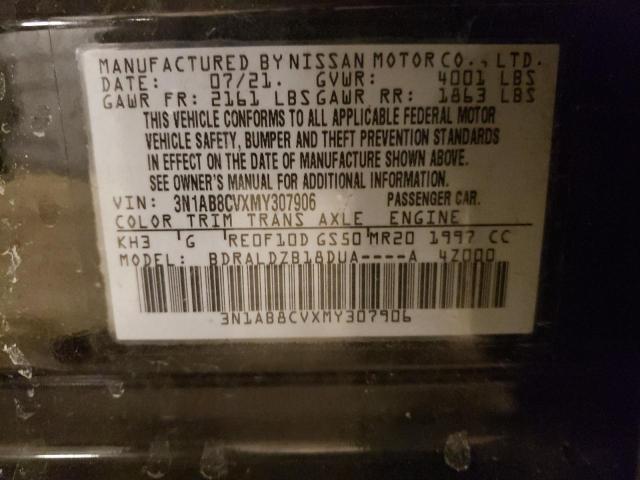 MANUFACTURED BY NISSAN MOTOR CO., LTD.
DATE: 07/21. GVWR: 4001 LBS
GAWR FR: 2161 LBS GAWR RR: 1863 LBS
THIS VEHICLE CONFORMS TO ALL APPLICABLE FEDERAL MOTOR
VEHICLE SAFETY, BUMPER AND THEFT PREVENTION STANDARDS
IN EFFECT ON THE DATE OF MANUFACTURE SHOWN ABOVE.
SEE OWNER'S MANUAL FOR ADDITIONAL INFORMATION.
VIN: 3N1AB8CVXMY307906 PASSENGER CAR.
COLOR TRIM TRANS AXLE ENGINE
KH3 G RE0F10D GS50 MR20 1997 CC
MODEL: BDRALDZB18DUA----A 4Z000
3N1AB8CVXMY307906